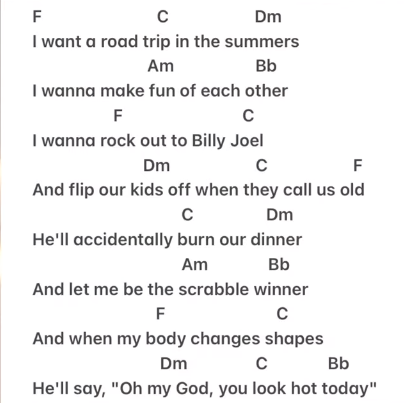 F C Dm
I want a road trip in the summers
Am Bb
I wanna make fun of each other
F C
I wanna rock out to Billy Joel
Dm C F
And flip our kids off when they call us old
C Dm
He'll accidentally burn our dinner
Am Bb
And let me be the scrabble winner
F C
And when my body changes shapes
Dm C Bb
He'll say, "Oh my God, you look hot today"